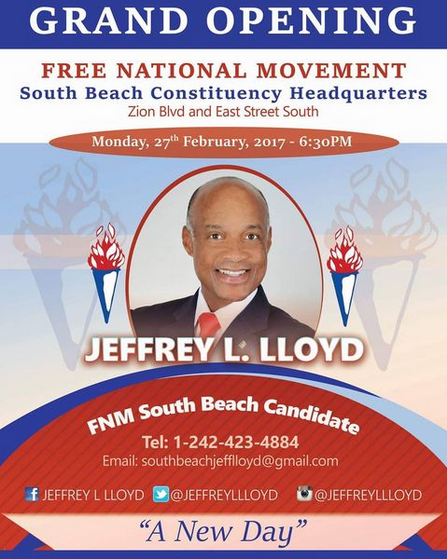 GRAND OPENING
FREE NATIONAL MOVEMENT
South Beach Constituency Headquarters
Zion Blvd and East Street South
Monday, 27th February, 2017 - 6:30PM
JEFFREY L. LLOYD
FNM South Beach Candidate
Tel: 1-242-423-4884
Email: southbeachjefflloyd@gmail.com
f JEFFREY L LLOYD @JEFFREYLLOYD @JEFFREYLLOYD
“A New Day”